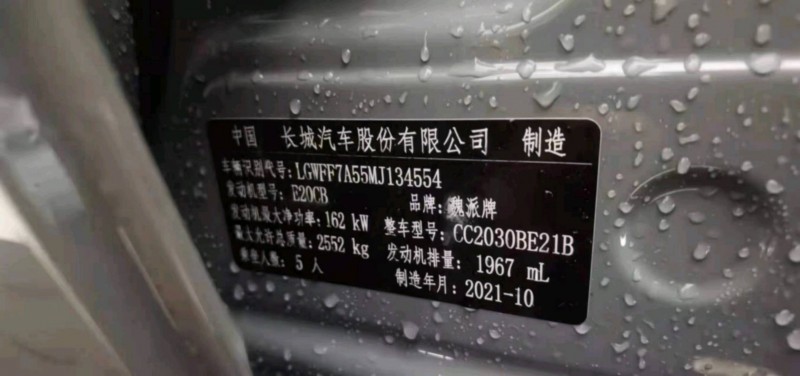 中国 长城汽车股份有限公司 制造
车辆识别代号: LGWFF7A55MJ134554
发动机型号: E20CB 品牌: 魏派牌
发动机最大净功率: 162 kW 整车型号: CC2030BE21B
最大允许总质量: 2552 kg 发动机排量: 1967 mL
乘坐人数: 5 人 制造年月: 2021-10